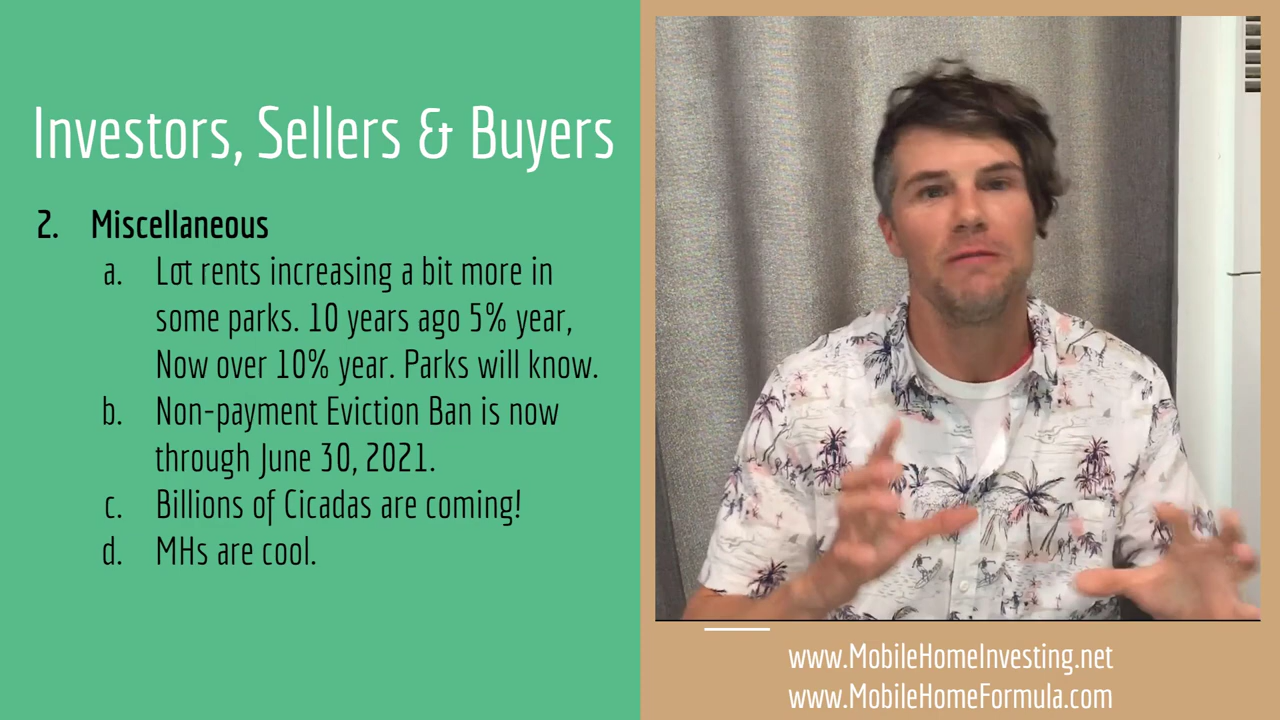 Investors, Sellers & Buyers
2. Miscellaneous
a. Lot rents increasing a bit more in
some parks. 10 years ago 5% year,
Now over 10% year. Parks will know.
b. Non-payment Eviction Ban is now
through June 30, 2021.
c. Billions of Cicadas are coming!
d. MHs are cool.
www.MobileHomeInvesting.net
www.MobileHomeFormula.com